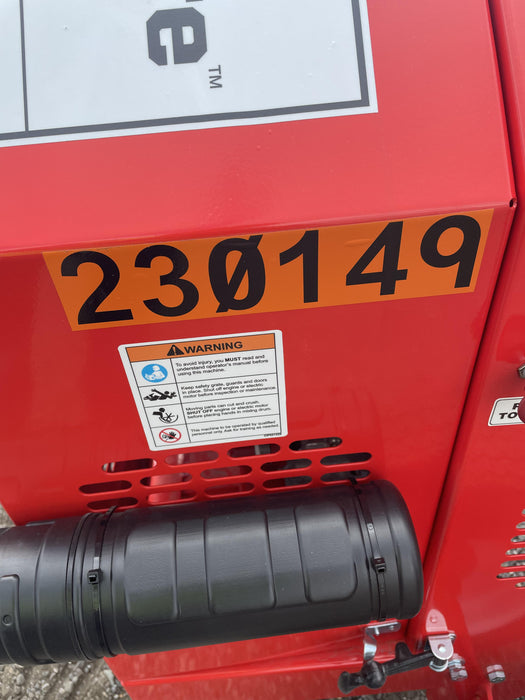 e™
230149
WARNING
To avoid injury, you MUST read and
understand operator's manual before
using this machine.
Keep safety grate, guards and doors
in place. Shut off engine or electric
motor before inspection or maintenance.
Moving parts can cut and crush.
SHUT OFF engine or electric motor
before placing hands in mixing drum.
This machine to be operated by qualified
personnel only. Ask for training as needed.
TO